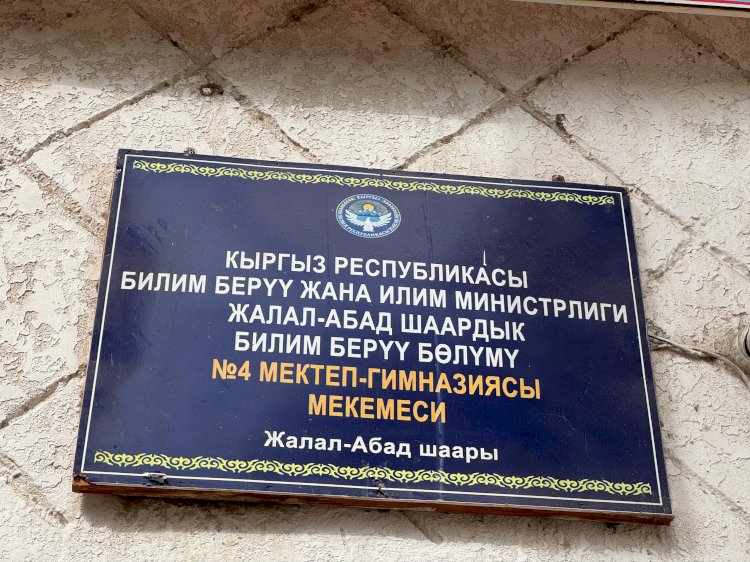 КЫРГЫЗ РЕСПУБЛИКАСЫ
БИЛИМ БЕРҮҮ ЖАНА ИЛИМ МИНИСТРЛИГИ
ЖАЛАЛ-АБАД ШААРДЫК
БИЛИМ БЕРҮҮ БӨЛҮМҮ
№4 МЕКТЕП-ГИМНАЗИЯСЫ
МЕКЕМЕСИ
Жалал-Абад шаары